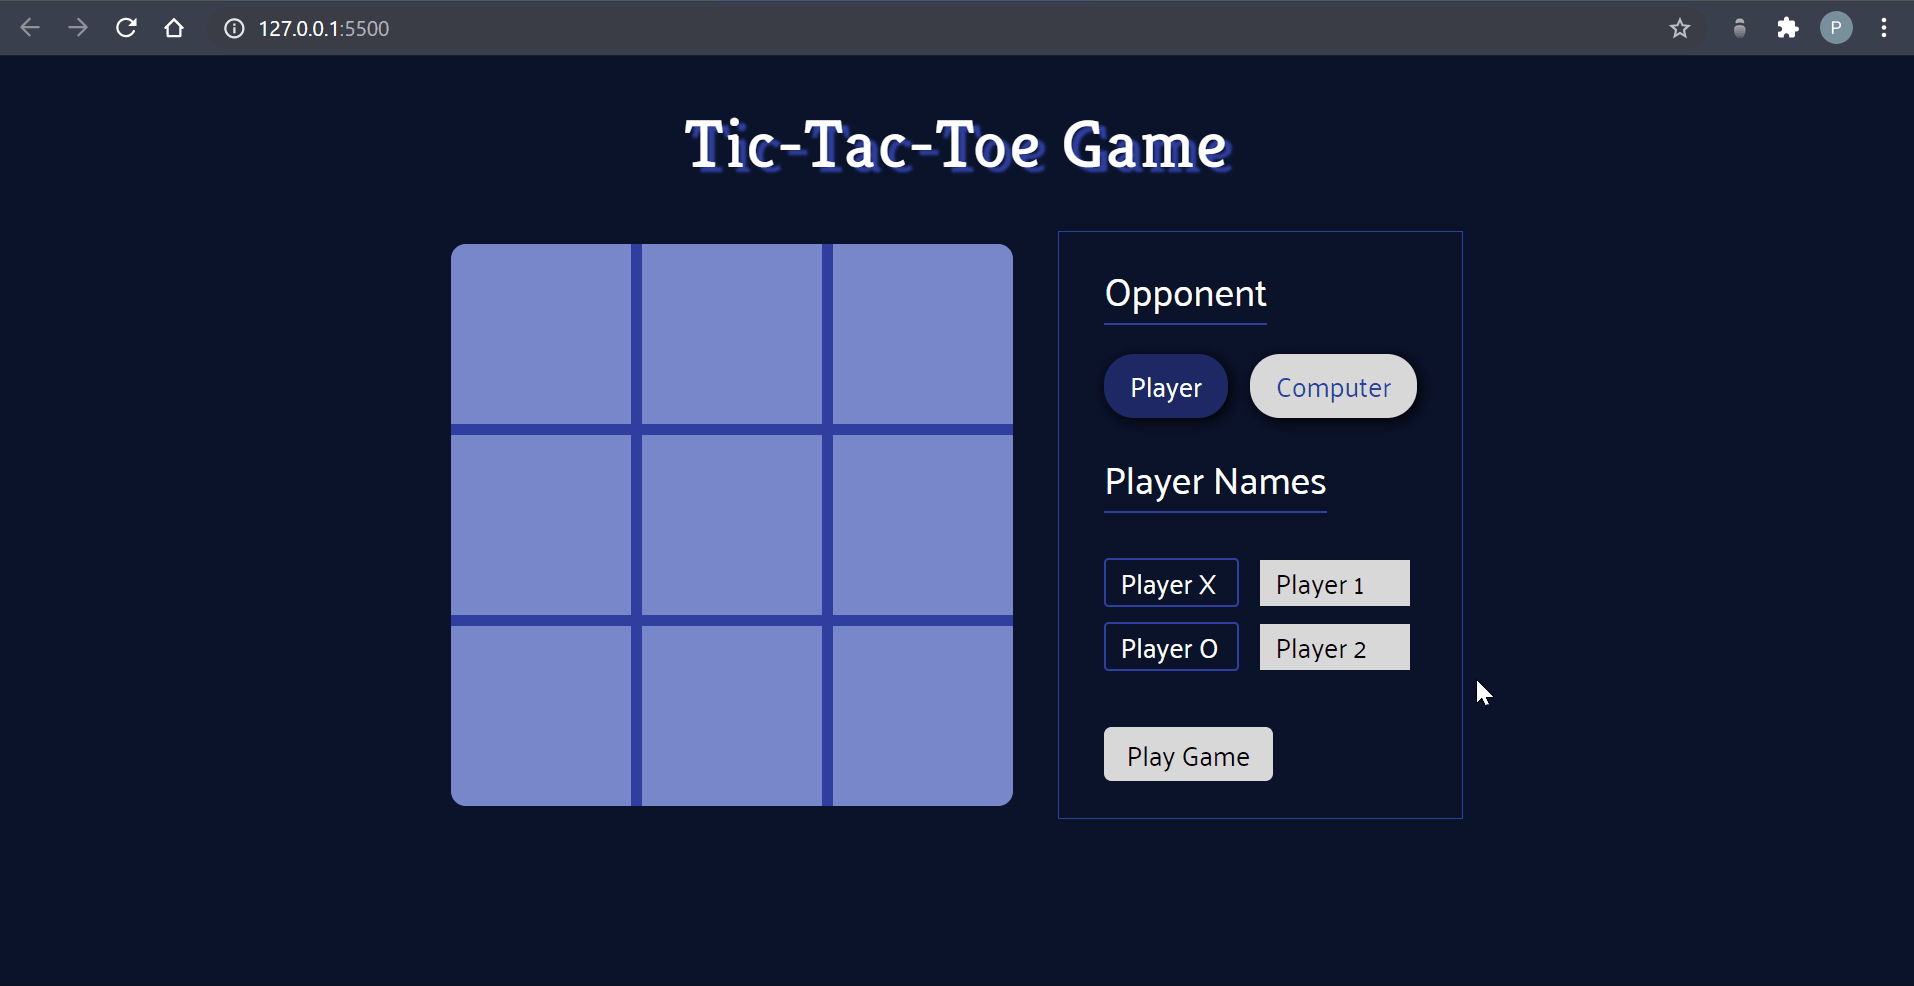 127.0.0.1:5500
P
Tic-Tac-Toe Game
Opponent
Player Computer
Player Names
Player X Player 1
Player O Player 2
Play Game